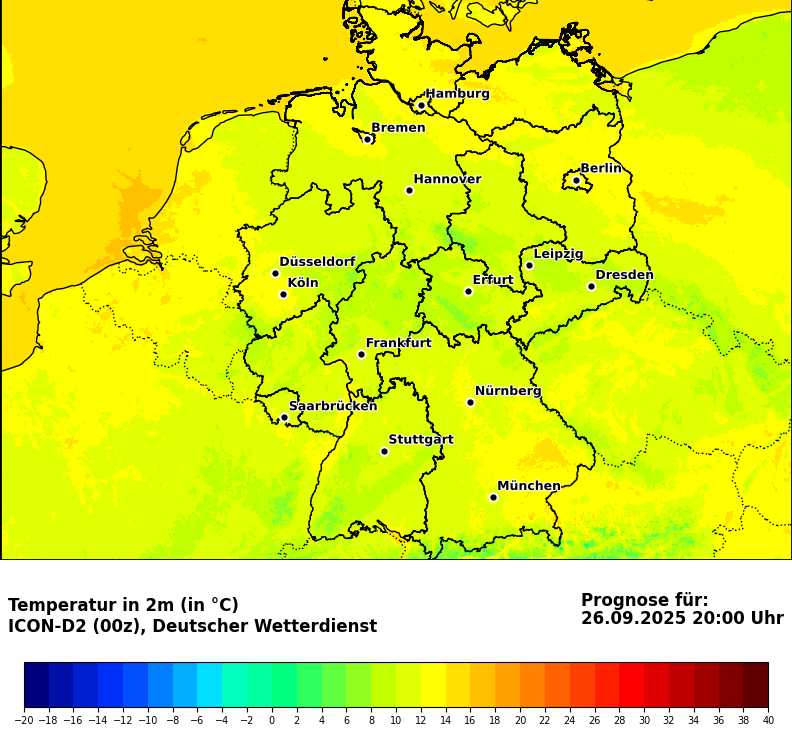 Hamburg
Bremen
Berlin
Hannover
Leipzig
Düsseldorf
Dresden
Köln
Erfurt
Frankfurt
Nürnberg
Saarbrücken
Stuttgart
München
Temperatur in 2m (in °C)
ICON-D2 (00z), Deutscher Wetterdienst
Prognose für:
26.09.2025 20:00 Uhr
−20 −18 −16 −14 −12 −10 −8 −6 −4 −2 0 2 4 6 8 10 12 14 16 18 20 22 24 26 28 30 32 34 36 38 40